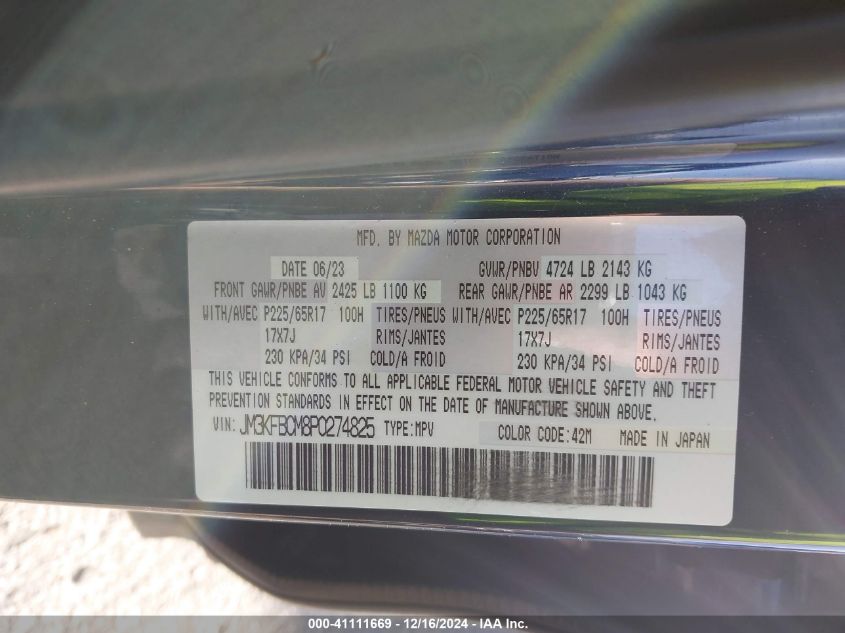 MFD. BY MAZDA MOTOR CORPORATION
DATE 06/23 GVWR/PNBV 4724 LB 2143 KG
FRONT GAWR/PNBE AV 2425 LB 1100 KG REAR GAWR/PNBE AR 2299 LB 1043 KG
WITH/AVEC P225/65R17 100H TIRES/PNEUS WITH/AVEC P225/65R17 100H TIRES/PNEUS
17X7J RIMS/JANTES 17X7J RIMS/JANTES
230 KPA/34 PSI COLD/A FROID 230 KPA/34 PSI COLD/A FROID
THIS VEHICLE CONFORMS TO ALL APPLICABLE FEDERAL MOTOR VEHICLE SAFETY AND THEFT
PREVENTION STANDARDS IN EFFECT ON THE DATE OF MANUFACTURE SHOWN ABOVE.
VIN: JM3KFBCM8P0274825 TYPE:MPV COLOR CODE:42M MADE IN JAPAN
000-41111669 - 12/16/2024 - IAA Inc.